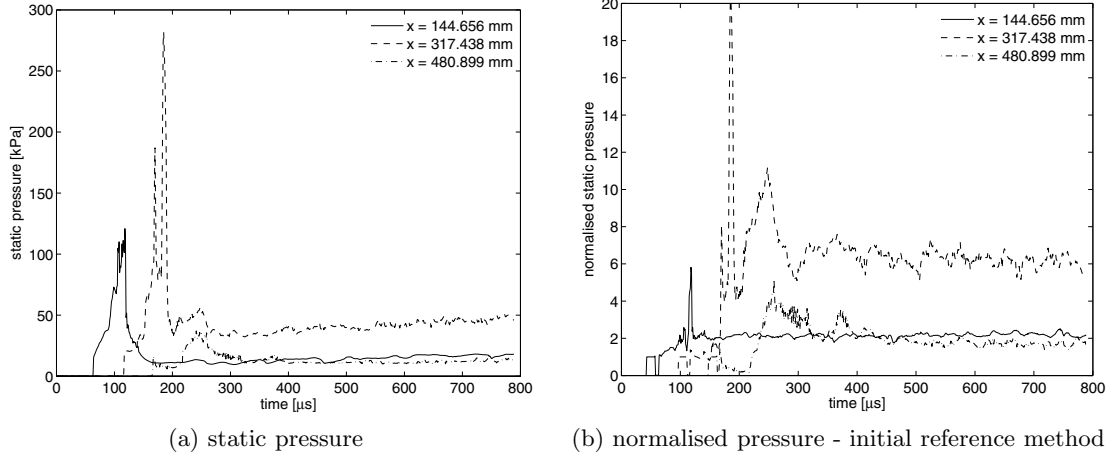 300
250
200
150
100
50
0
0 100 200 300 400 500 600 700 800
static pressure [kPa]
time [μs]
x = 144.656 mm
x = 317.438 mm
x = 480.899 mm
(a) static pressure
20
18
16
14
12
10
8
6
4
2
0
0 100 200 300 400 500 600 700 800
normalised static pressure
time [μs]
x = 144.656 mm
x = 317.438 mm
x = 480.899 mm
(b) normalised pressure - initial reference method